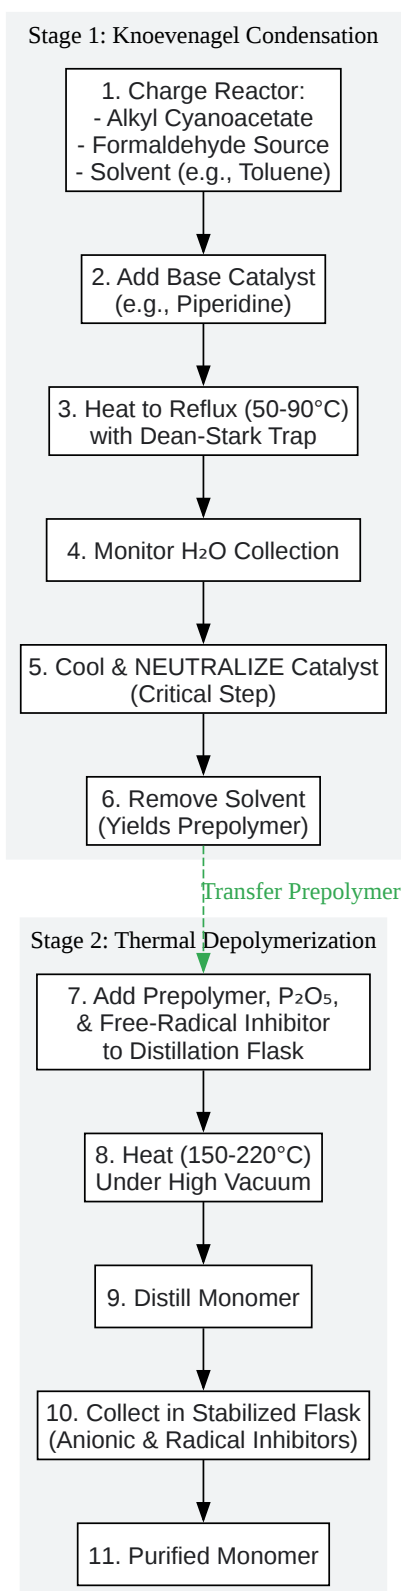 Stage 1: Knoevenagel Condensation
1. Charge Reactor:
- Alkyl Cyanoacetate
- Formaldehyde Source
- Solvent (e.g., Toluene)
2. Add Base Catalyst
(e.g., Piperidine)
3. Heat to Reflux (50-90°C)
with Dean-Stark Trap
4. Monitor H₂O Collection
5. Cool & NEUTRALIZE Catalyst
(Critical Step)
6. Remove Solvent
(Yields Prepolymer)
Transfer Prepolymer
Stage 2: Thermal Depolymerization
7. Add Prepolymer, P₂O₅,
& Free-Radical Inhibitor
to Distillation Flask
8. Heat (150-220°C)
Under High Vacuum
9. Distill Monomer
10. Collect in Stabilized Flask
(Anionic & Radical Inhibitors)
11. Purified Monomer